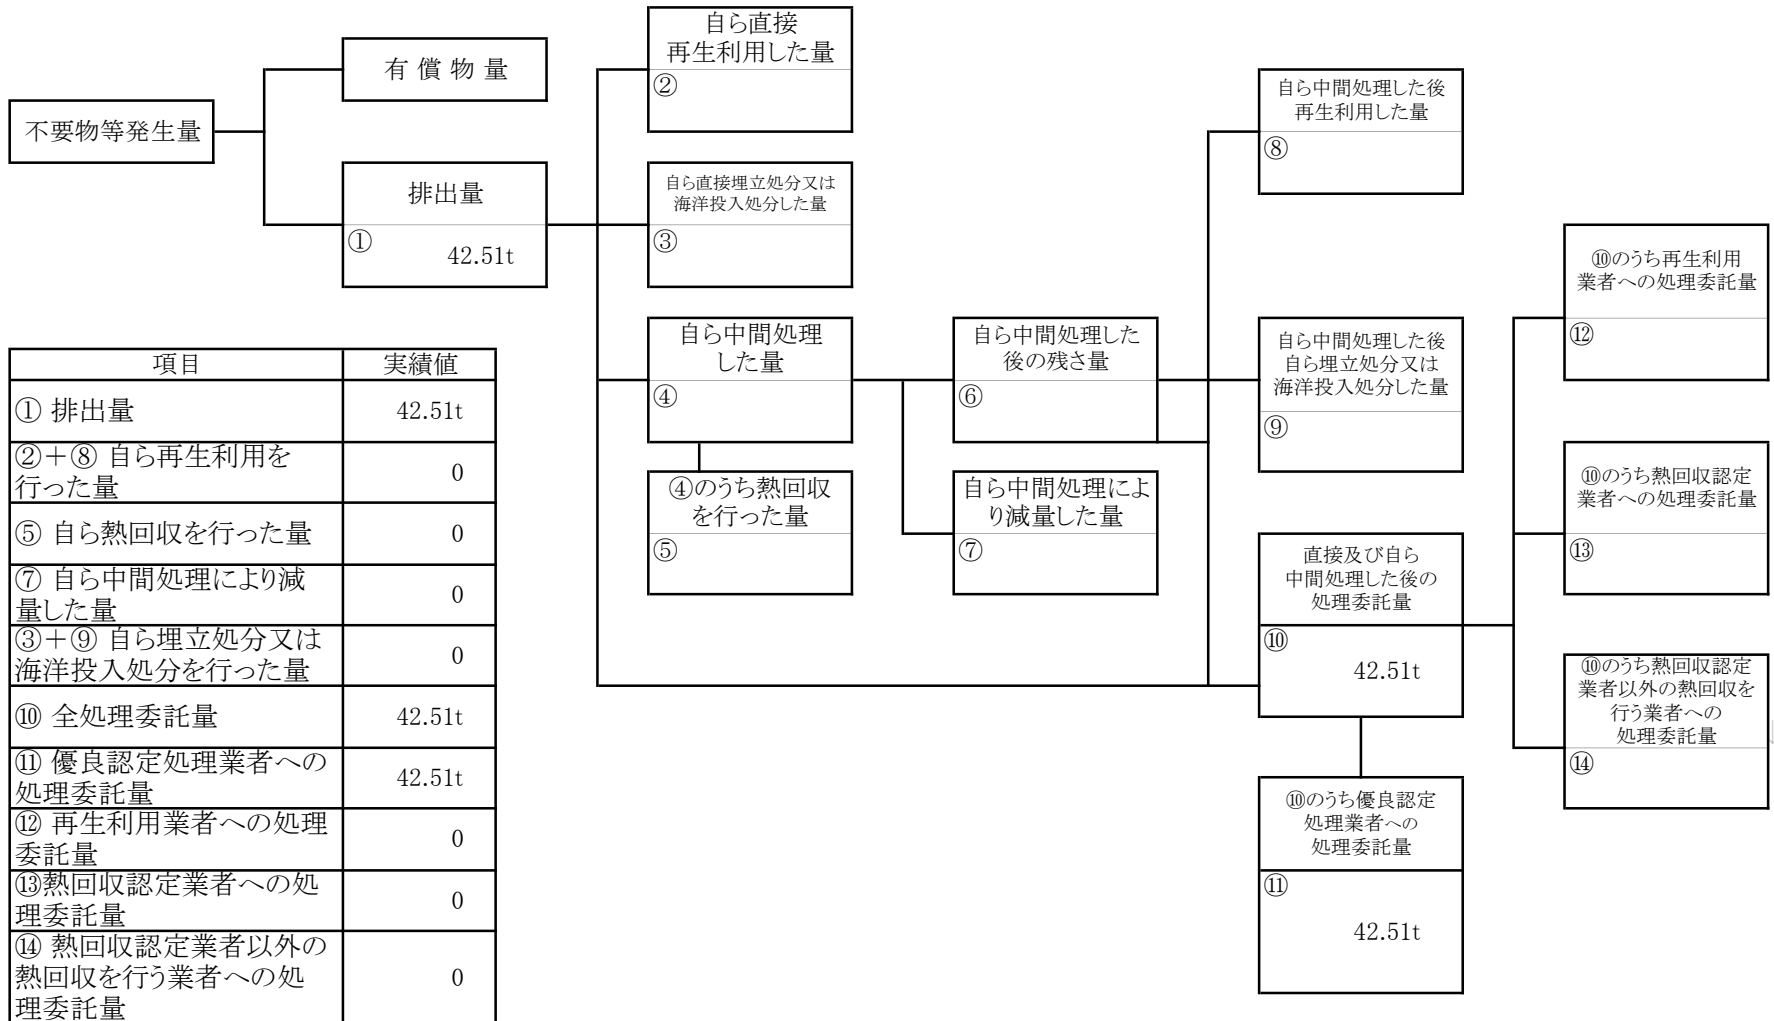 不要物等発生量
有 償 物 量
排出量
①
42.51t
自ら直接
再生利用した量
②
自ら直接埋立処分又は
海洋投入処分した量
③
自ら中間処理
した量
④
④のうち熱回収
を行った量
⑤
自ら中間処理した
後の残さ量
⑥
自ら中間処理によ
り減量した量
⑦
自ら中間処理した後
再生利用した量
⑧
自ら中間処理した後
自ら埋立処分又は
海洋投入処分した量
⑨
直接及び自ら
中間処理した後の
処理委託量
⑩
42.51t
⑩のうち優良認定
処理業者への
処理委託量
⑪
42.51t
⑩のうち再生利用
業者への処理委託量
⑫
⑩のうち熱回収認定
業者への処理委託量
⑬
⑩のうち熱回収認定
業者以外の熱回収を
行う業者への
処理委託量
⑭
項目 実績値
① 排出量 42.51t
②＋⑧ 自ら再生利用を
行った量 0
⑤ 自ら熱回収を行った量 0
⑦ 自ら中間処理により減
量した量 0
③＋⑨ 自ら埋立処分又は
海洋投入処分を行った量 0
⑩ 全処理委託量 42.51t
⑪ 優良認定処理業者への
処理委託量 42.51t
⑫ 再生利用業者への処理
委託量 0
⑬熱回収認定業者への処
理委託量 0
⑭ 熱回収認定業者以外の
熱回収を行う業者への処 0
理委託量